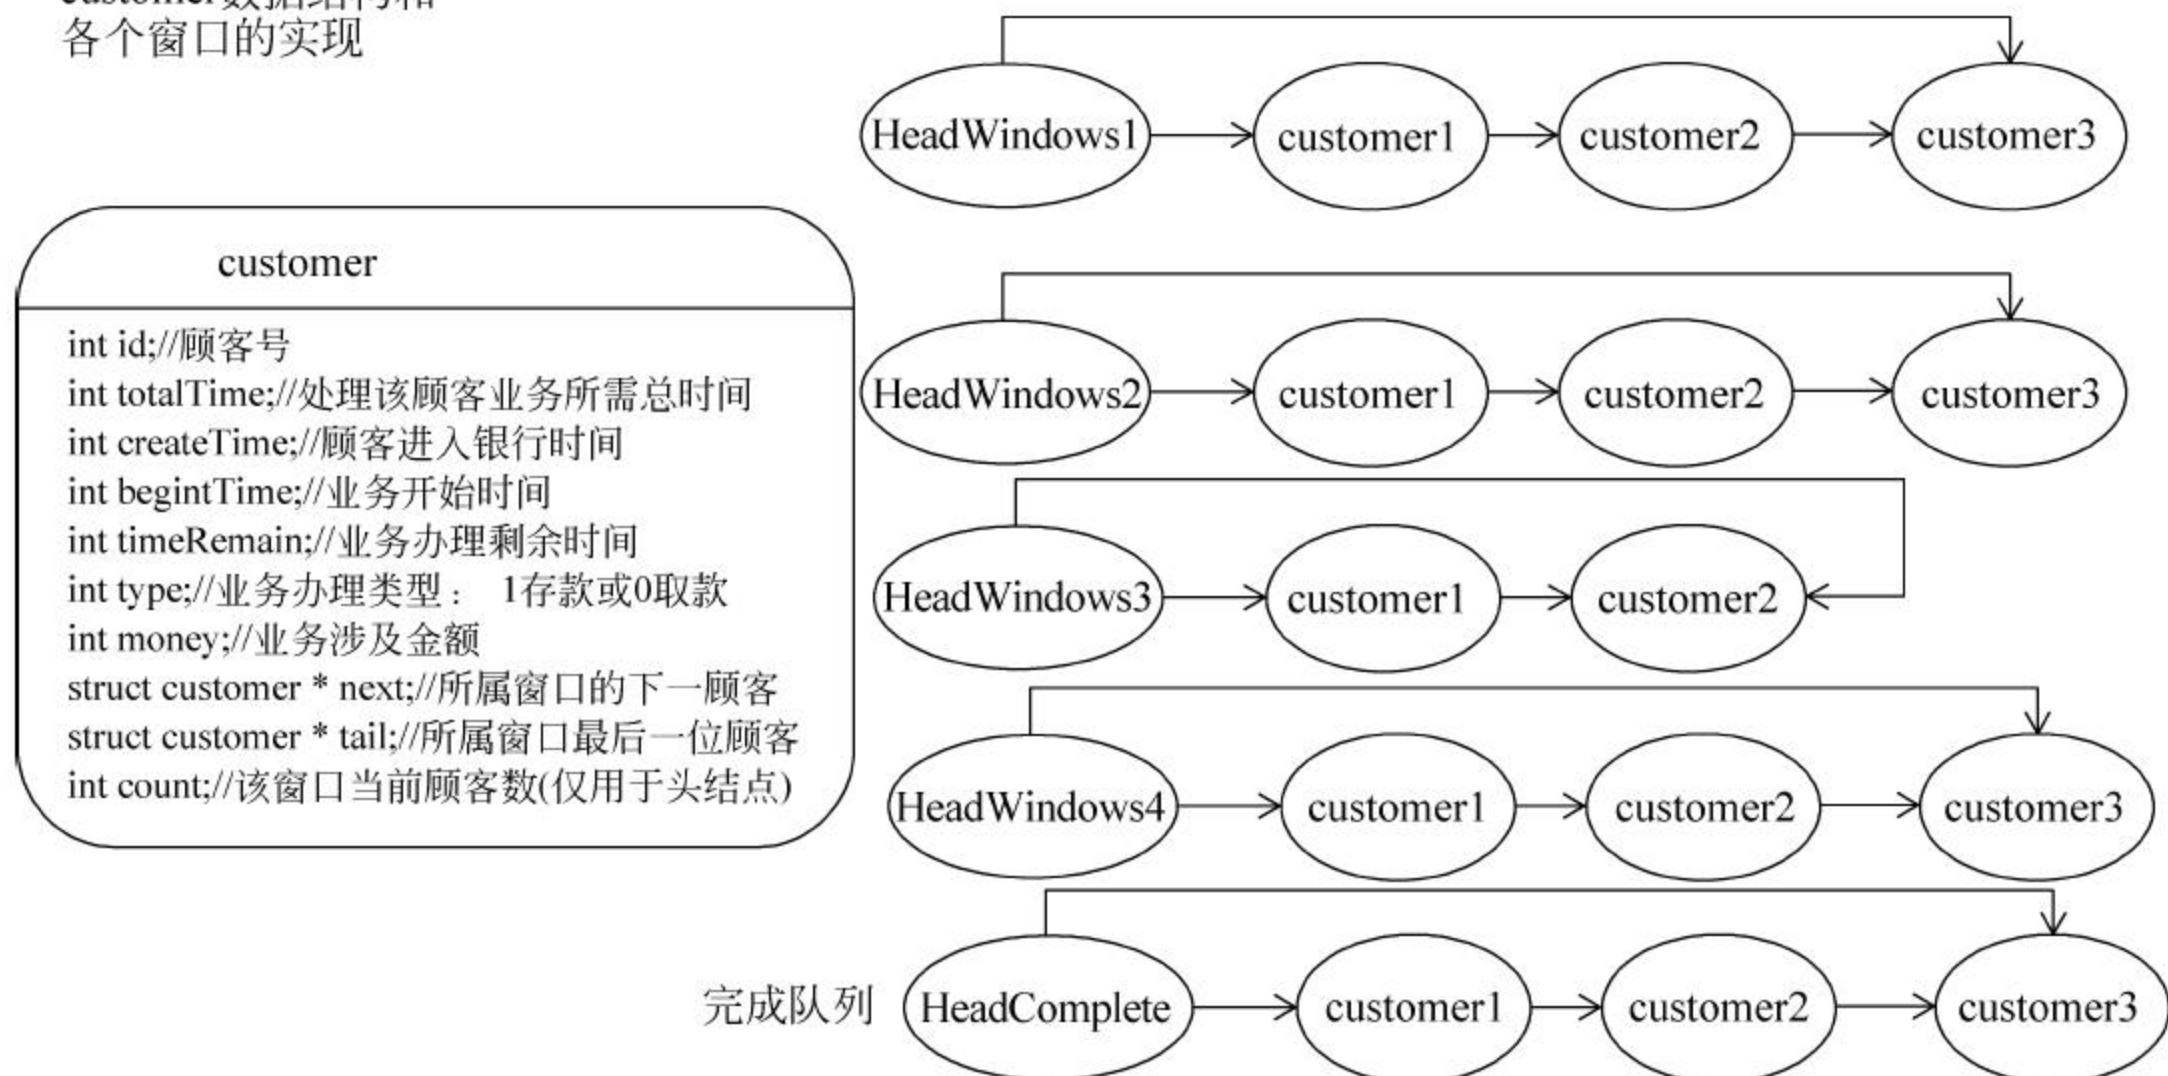 各个窗口的实现
HeadWindows1
customer1
customer2
customer3
customer
int id;//顾客号
int totalTime;//处理该顾客业务所需总时间
int createTime;//顾客进入银行时间
int begintTime;//业务开始时间
int timeRemain;//业务办理剩余时间
int type;//业务办理类型： 1存款或0取款
int money;//业务涉及金额
struct customer * next;//所属窗口的下一顾客
struct customer * tail;//所属窗口最后一位顾客
int count;//该窗口当前顾客数(仅用于头结点)
HeadWindows2
customer1
customer2
customer3
HeadWindows3
customer1
customer2
HeadWindows4
customer1
customer2
customer3
完成队列
HeadComplete
customer1
customer2
customer3